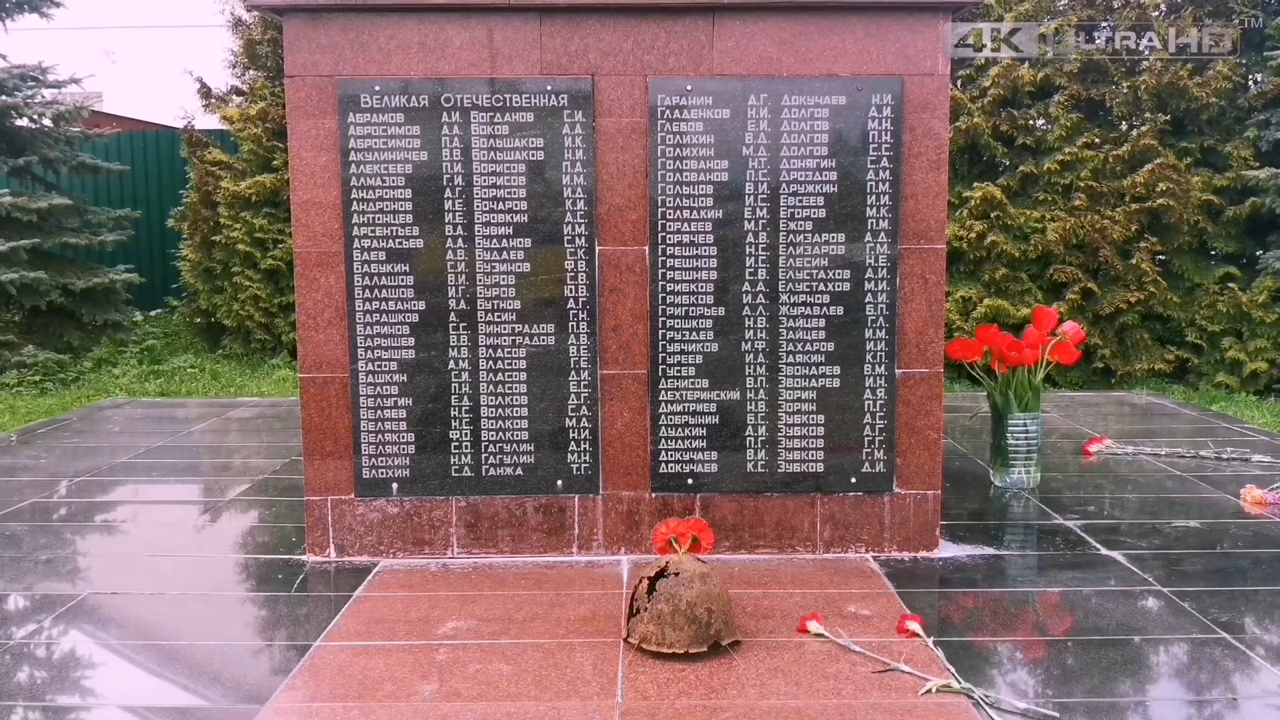 4K ULTRAHD™
ВЕЛИКАЯ ОТЕЧЕСТВЕННАЯ
АБРАМОВ А.И. БОГДАНОВ С.И.
АБРОСИМОВ А.А. БОКОВ А.А.
АБРОСИМОВ П.А. БОЛЬШАКОВ И.К.
АКУЛИНИЧЕВ В.В. БОЛЬШАКОВ Н.И.
АЛЕКСЕЕВ П.И. БОРИСОВ П.А.
АЛМАЗОВ Г.И. БОРИСОВ И.М.
АНДРОНОВ А.Г. БОРИСОВ И.Д.
АНДРОНОВ И.Е. БОЧАРОВ К.И.
АНТОНЦЕВ И.Е. БРОВКИН А.С.
АРСЕНТЬЕВ В.А. БУВИН И.М.
АФАНАСЬЕВ А.А. БУДАНОВ С.М.
БАЕВ А.В. БУДАЕВ С.К.
БАБУКИН С.И. БУЗИНОВ Ф.В.
БАЛАШОВ В.И. БУРОВ С.В.
БАЛАШОВ И.Г. БУРОВ Ю.В.
БАРАБАНОВ Я.А. БУТНОВ А.Г.
БАРАШКОВ А. ВАСИН Г.Н.
БАРИНОВ С.С. ВИНОГРАДОВ П.В.
БАРЫШЕВ В.В. ВИНОГРАДОВ А.В.
БАРЫШЕВ М.В. ВЛАСОВ В.Е.
БАСОВ А.М. ВЛАСОВ Г.Е.
БАШКИН С.И. ВЛАСОВ Д.И.
БЕЛОВ П.Н. ВЛАСОВ Е.С.
БЕЛУГИН Е.Д. ВОЛКОВ Д.Г.
БЕЛЯЕВ Н.С. ВОЛКОВ С.А.
БЕЛЯЕВ Н.С. ВОЛКОВ М.А.
БЕЛЯКОВ Ф.О. ВОЛКОВ Н.И.
БЕЛЯКОВ С.О. ГАГУЛИН А.Н.
БЛОХИН Н.М. ГАГУЛИН М.Н.
БЛОХИН С.Д. ГАНЖА Т.Г.
ГАРАНИН А.Г. ДОКУЧАЕВ Н.И.
ГЛАДЕНКОВ Н.И. ДОЛГОВ А.И.
ГЛЕБОВ Е.И. ДОЛГОВ М.Н.
ГОЛИХИН В.Д. ДОЛГОВ П.Н.
ГОЛИХИН М.Д. ДОЛГОВ С.С.
ГОЛОВАНОВ Н.Т. ДОНЯГИН С.А.
ГОЛОВАНОВ П.С. ДРОЗДОВ А.М.
ГОЛЬЦОВ В.И. ДРУЖКИН П.М.
ГОЛЬЦОВ И.С. ЕВСЕЕВ И.И.
ГОЛЯДКИН Е.М. ЕГОРОВ М.К.
ГОРДЕЕВ М.Г. ЕЖОВ П.М.
ГОРЯЧЕВ А.В. ЕЛИЗАРОВ А.Д.
ГРЕШНОВ Н.С. ЕЛИЗАРОВ Г.М.
ГРЕШНОВ И.С. ЕЛЕСИН Н.Е.
ГРЕШНЕВ С.В. ЕЛУСТАХОВ А.И.
ГРИБКОВ А.А. ЕЛУСТАХОВ М.И.
ГРИБКОВ И.Д. ЖИРНОВ А.И.
ГРИГОРЬЕВ А.Л. ЖУРАВЛЕВ Б.П.
ГРОШКОВ Н.В. ЗАЙЦЕВ Г.Л.
ГРУЗДЕВ И.Н. ЗАЙЦЕВ И.М.
ГУБЧИКОВ М.Ф. ЗАХАРОВ И.И.
ГУРЕЕВ И.А. ЗАЯКИН К.П.
ГУСЕВ Н.М. ЗВОНАРЕВ В.М.
ДЕНИСОВ В.П. ЗВОНАРЕВ И.Н.
ДЕХТЕРИНСКИЙ Н.А. ЗОРИН А.Я.
ДМИТРИЕВ Н.В. ЗОРИН П.Г.
ДОБРЫНИН Б.С. ЗУБКОВ А.С.
ДУДКИН А.И. ЗУБКОВ А.Г.
ДУДКИН П.Г. ЗУБКОВ Г.Г.
ДОКУЧАЕВ В.И. ЗУБКОВ Г.М.
ДОКУЧАЕВ К.С. ЗУБКОВ Д.И.